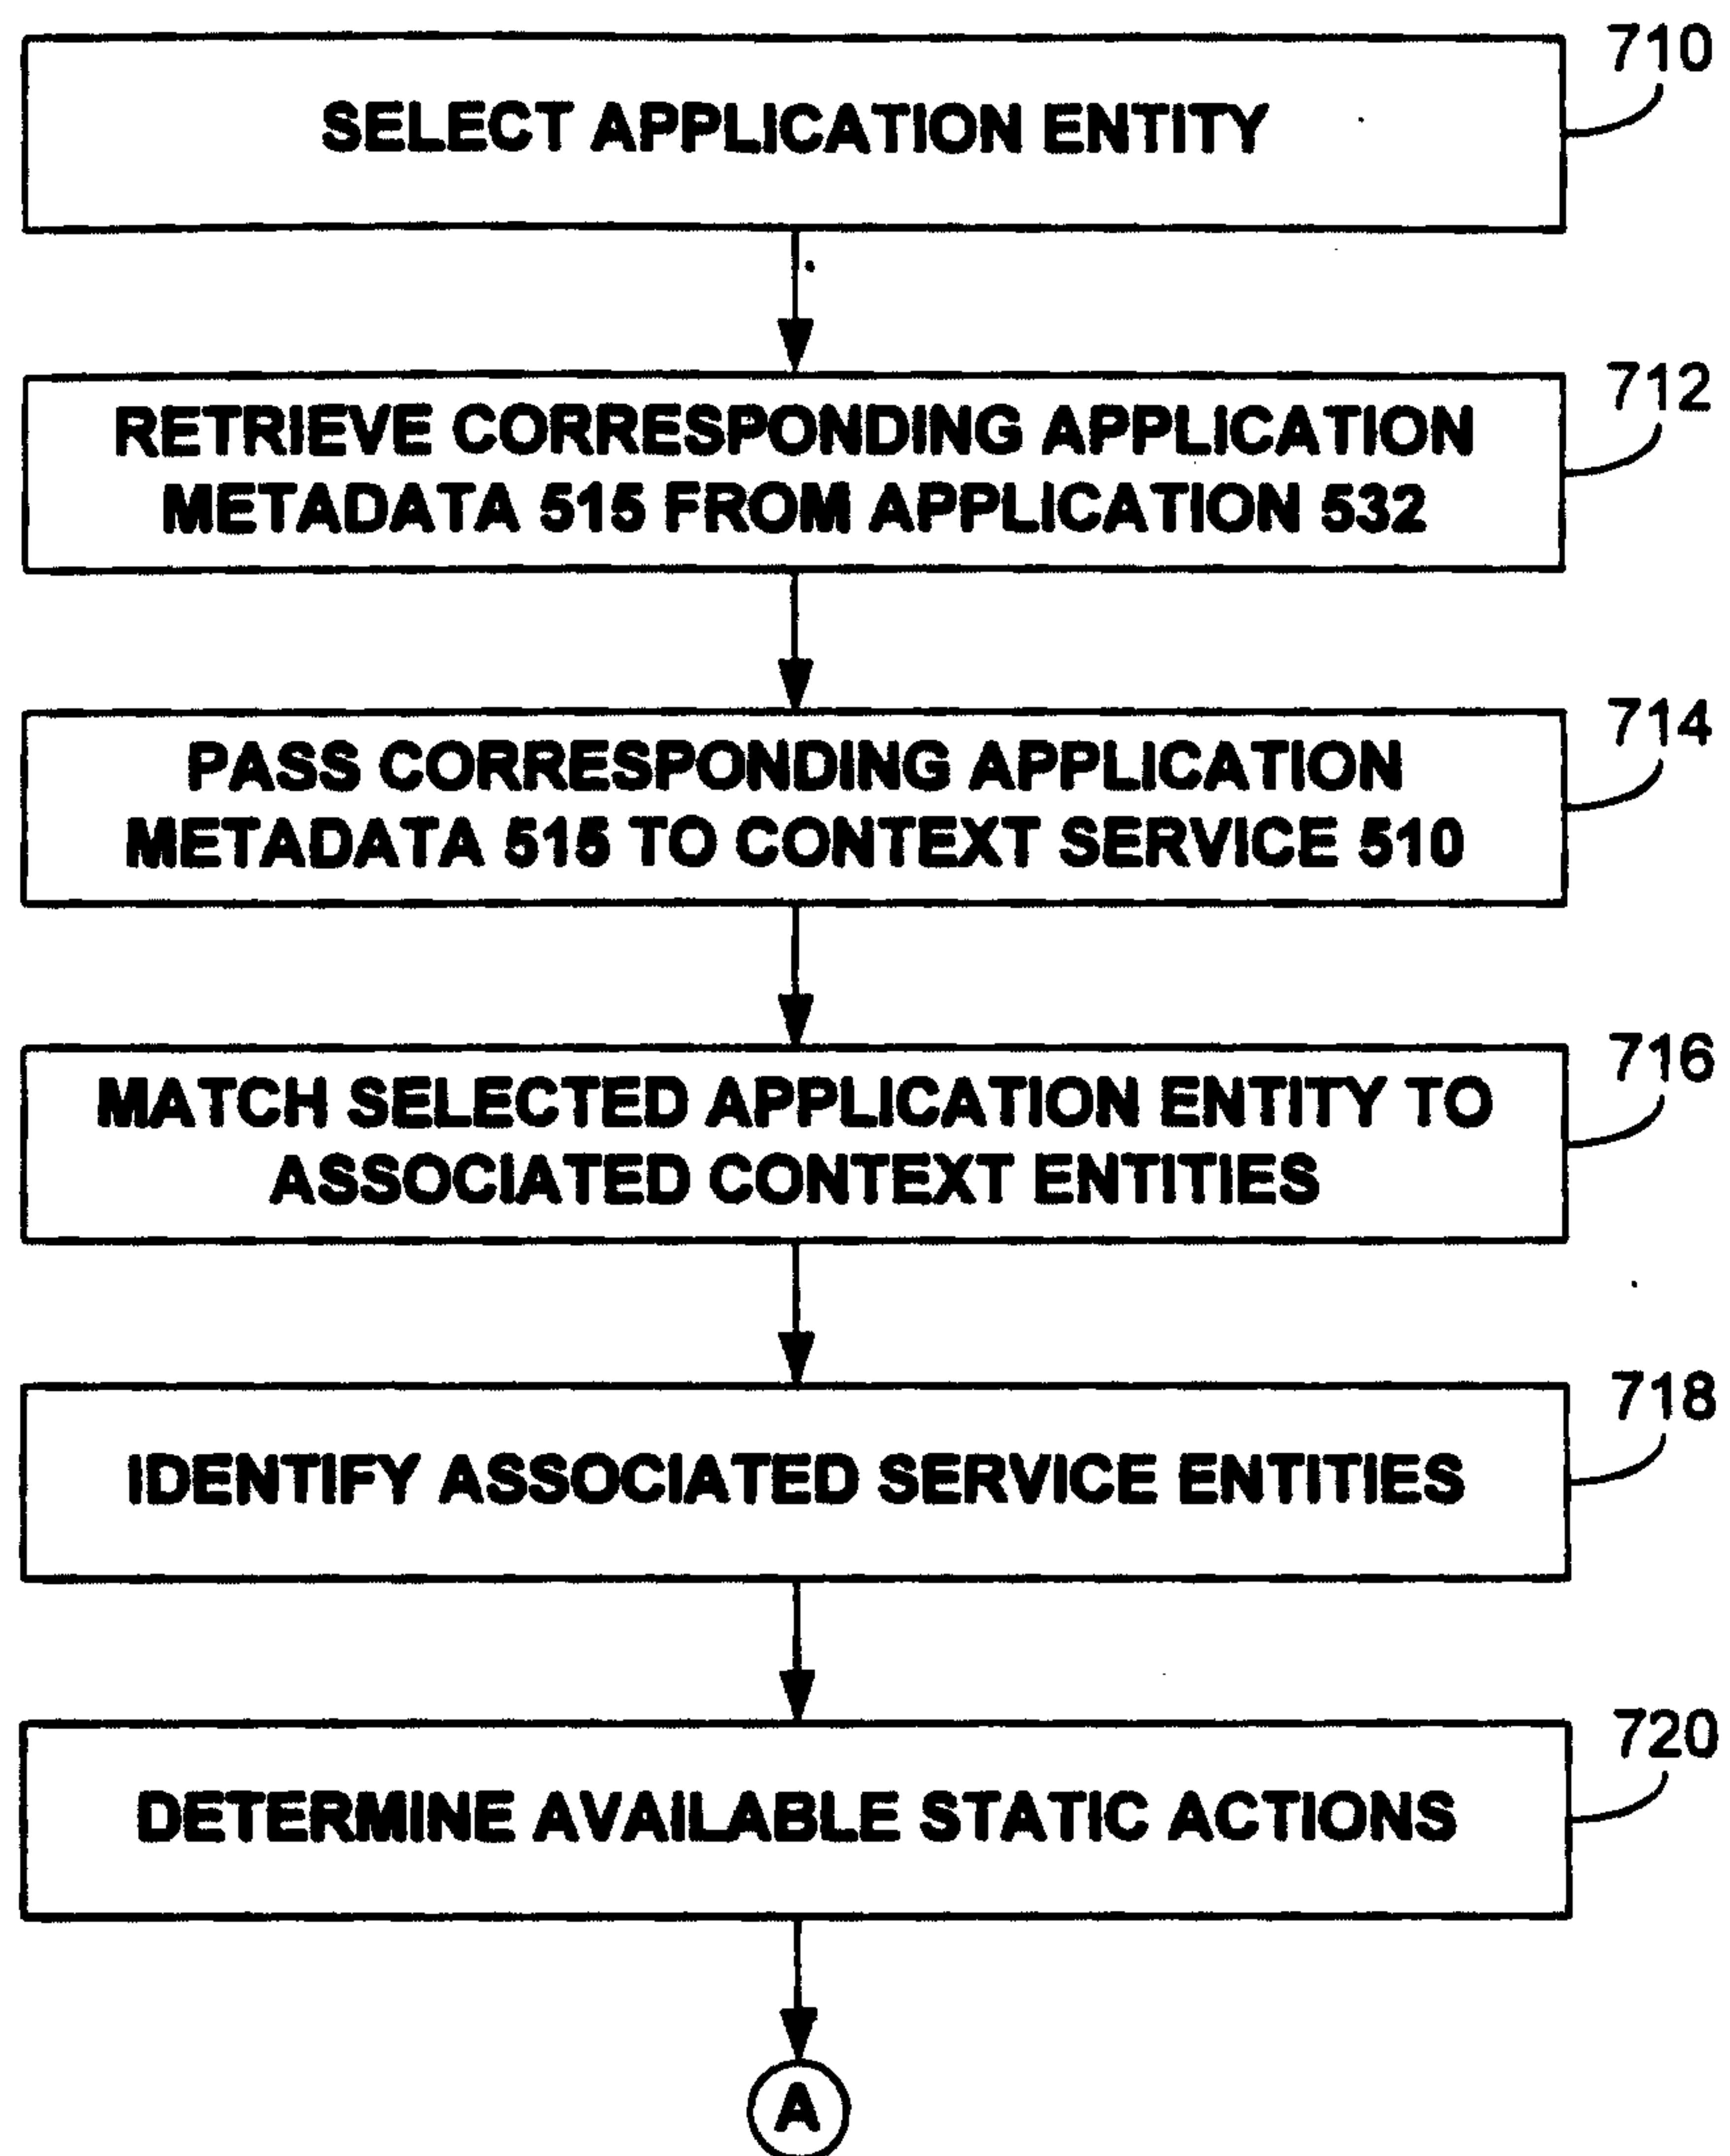 710
SELECT APPLICATION ENTITY
712
RETRIEVE CORRESPONDING APPLICATION
METADATA 515 FROM APPLICATION 532
714
PASS CORRESPONDING APPLICATION
METADATA 515 TO CONTEXT SERVICE 510
716
MATCH SELECTED APPLICATION ENTITY TO
ASSOCIATED CONTEXT ENTITIES
718
IDENTIFY ASSOCIATED SERVICE ENTITIES
720
DETERMINE AVAILABLE STATIC ACTIONS
A